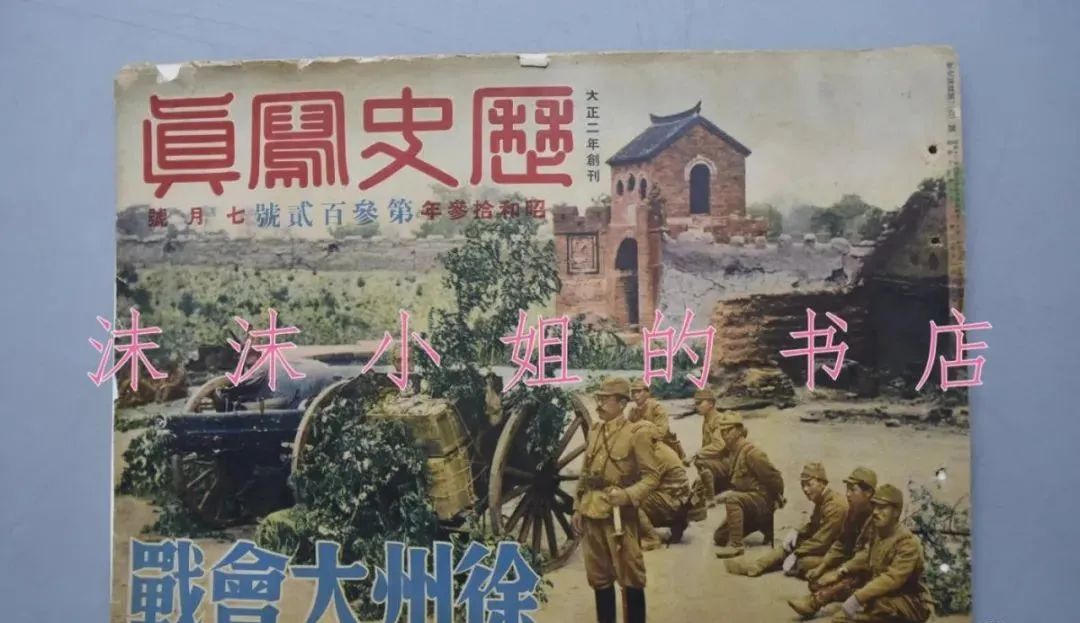 歷史寫眞
大正二年創刊
昭和拾參年第參百貳號七月號
沫沫小姐的书店
徐州大會戰